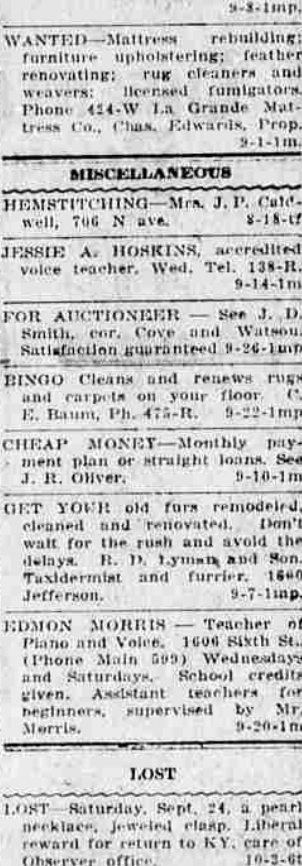 9-8-1mp.
WANTED—Mattress rebuilding;
furniture upholstering; feather
renovating; rug cleaners and
weavers; licensed fumigators.
Phone 424-W La Grande Mat-
tress Co., Chas. Edwards, Prop.
9-1-1m.
MISCELLANEOUS
HEMSTITCHING—Mrs. J. P. Cald-
well, 706 N ave. 8-18-tf
JESSIE A. HOSKINS, accredited
voice teacher, Wed. Tel. 138-R.
9-14-1m
FOR AUCTIONEER — See J. D.
Smith, cor. Cove and Watson.
Satisfaction guaranteed 9-26-1mp
BINGO Cleans and renews rugs
and carpets on your floor. C.
E. Baum, Ph. 475-R. 9-22-1mp
CHEAP MONEY—Monthly pay-
ment plan or straight loans. See
J. R. Oliver. 9-10-1m
GET YOUR old furs remodeled,
cleaned and renovated. Don't
wait for the rush and avoid the
delays. R. D. Lyman and Son,
Taxidermist and furrier, 1606
Jefferson. 9-7-1mp.
EDMON MORRIS — Teacher of
Piano and Voice, 1606 Sixth St.,
(Phone Main 599) Wednesdays
and Saturdays. School credits
given. Assistant teachers for
beginners, supervised by Mr.
Morris. 9-20-1m
LOST
LOST—Saturday, Sept. 24, a pearl
necklace, jeweled clasp. Liberal
reward for return to KY, care of
Observer office. 10-3-